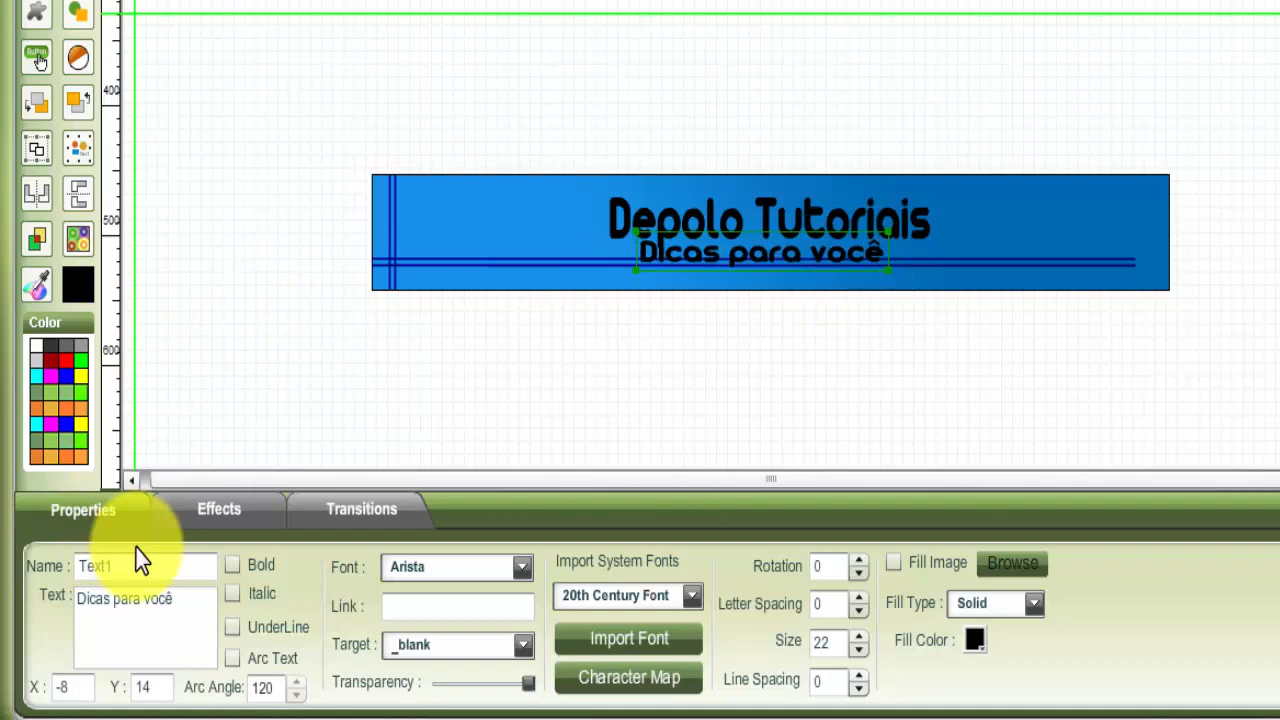 Button
400
500
600
Depolo Tutoriais
Dicas para você
Color
Properties
Effects
Transitions
Name : Text1
Text : Dicas para você
X : -8
Y : 14
Bold
Italic
UnderLine
Arc Text
Arc Angle: 120
Font : Arista
Link :
Target : _blank
Transparency :
Import System Fonts
20th Century Font
Import Font
Character Map
Rotation 0
Letter Spacing 0
Size 22
Line Spacing 0
Fill Image Browse
Fill Type : Solid
Fill Color :